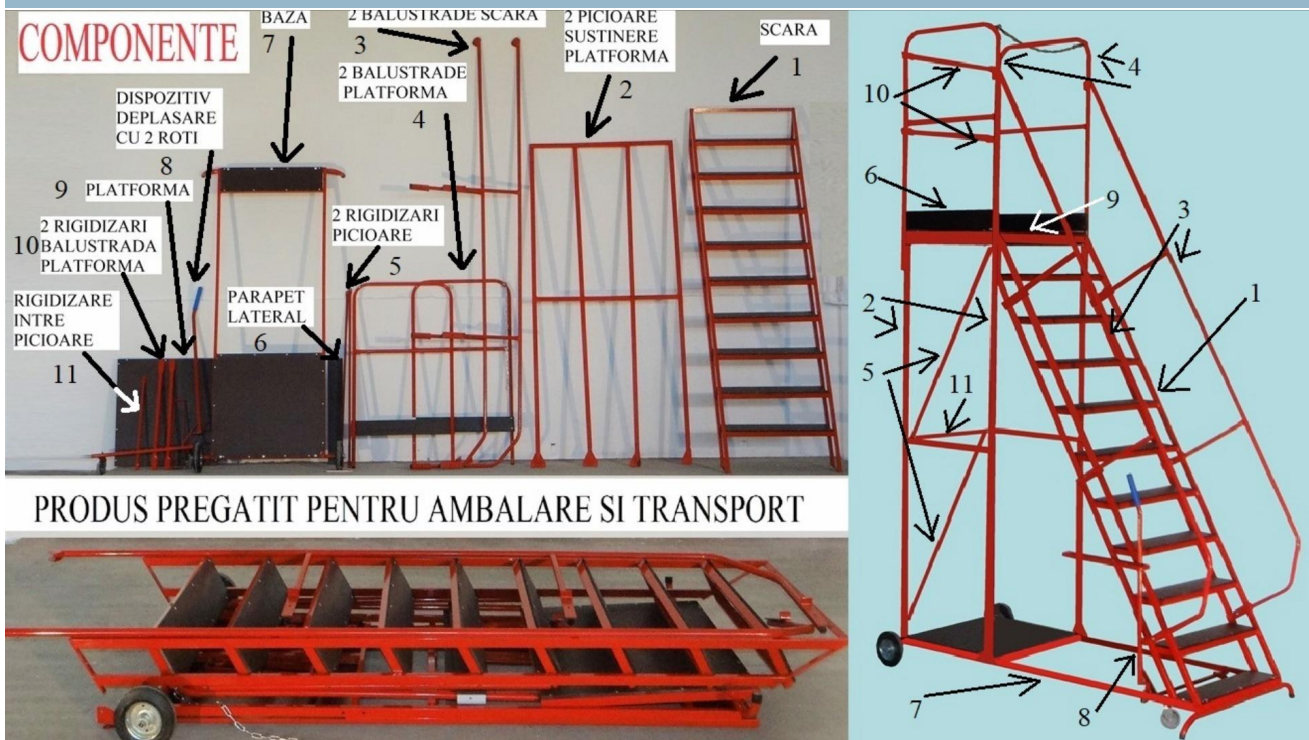 COMPONENTE
BAZA
7
2 BALUSTRADE SCARA
3
2 PICIOARE
SUSTINERE
PLATFORMA
2
SCARA
1
DISPOZITIV
DEPLASARE
CU 2 ROTI
8
2 BALUSTRADE
PLATFORMA
4
9 PLATFORMA
10
2 RIGIDIZARI
BALUSTRADA
PLATFORMA
2 RIGIDIZARI
PICIOARE
5
RIGIDIZARE
INTRE
PICIOARE
11
PARAPET
LATERAL
6
PRODUS PREGATIT PENTRU AMBALARE SI TRANSPORT
4
10
6
9
3
2
1
5
11
7
8